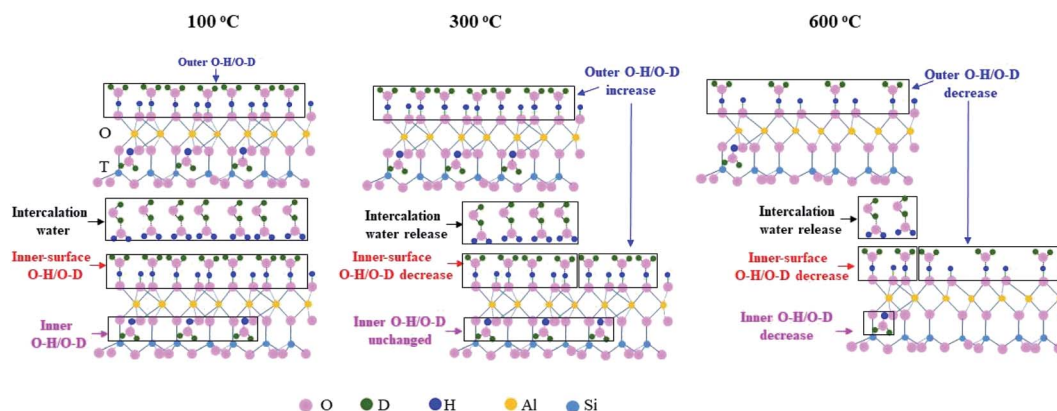 100 °C
300 °C
600 °C
Outer O-H/O-D
O
T
Intercalation
water
Inner-surface
O-H/O-D
Inner
O-H/O-D
Outer O-H/O-D
increase
Intercalation
water release
Inner-surface
O-H/O-D decrease
Inner O-H/O-D
unchanged
Outer O-H/O-D
decrease
Intercalation
water release
Inner-surface
O-H/O-D decrease
Inner O-H/O-D
decrease
O D H Al Si